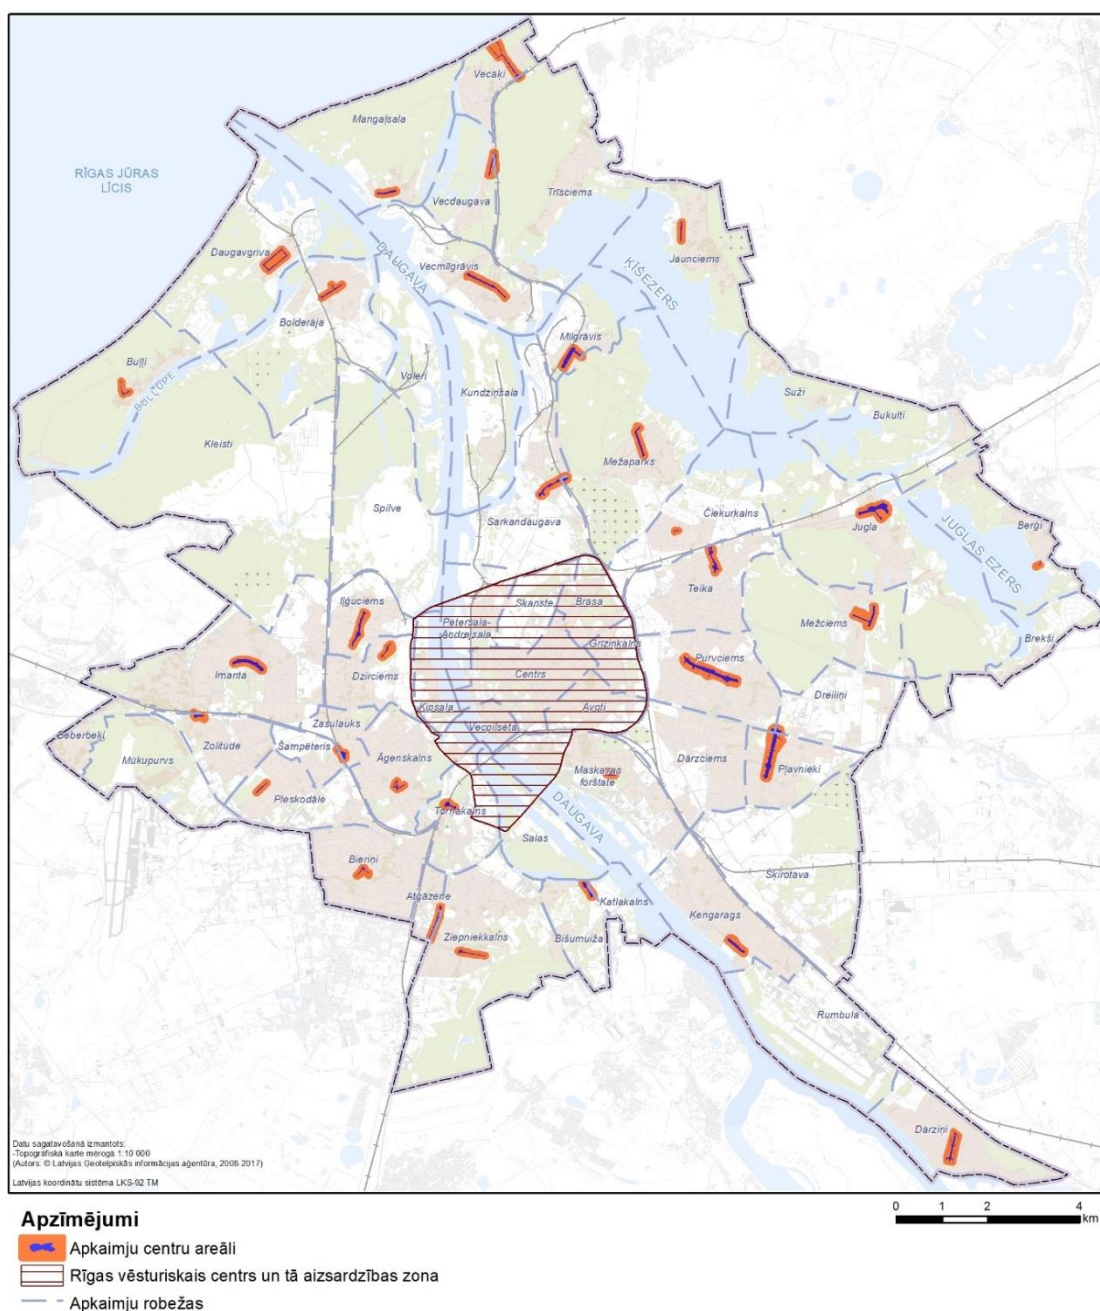 Vecāķi
Mangaļsala
RĪGAS JŪRAS
LĪCIS
Trīsciems
Vecdaugava
Daugavgrīva
DAUGAVA
Vecmīlgrāvis
Jaunciems
ĶĪŠEZERS
Bolderāja
Mīlgrāvis
Buļļi
BUĻĻUPE
Voleri
Kundziņsala
Suži
Bukulti
Kleisti
Mežaparks
Spilve
Sarkandaugava
Čiekurkalns
Jugla
JUGLAS EZERS
Berģi
Teika
Iļģuciems
Skanste
Brasa
Pētersala-
Andrejsala
Mežciems
Brekši
Grīziņkalns
Imanta
Dzirciems
Centrs
Purvciems
Dreiliņi
Ķīpsala
Avoti
Zasulauks
Vecpilsēta
Beberbeķi
Zolitūde
Šampēteris
Mūkupurvs
Āgenskalns
Maskavas
forštate
Dārzciems
Pļavnieki
Pleskodāle
DAUGAVA
Torņakalns
Salas
Bieriņi
Šķirotava
Atgāzene
Katlakalns
Ķengarags
Ziepniekkalns
Bišumuiža
Rumbula
Dārziņi
Datu sagatavošanā izmantots:
-Topogrāfiskā karte mērogā 1:10 000
(Autors: © Latvijas Ģeotelpiskās informācijas aģentūra, 2008-2017)
Latvijas koordinātu sistēma LKS-92 TM
0 1 2 4
km
Apzīmējumi
Apkaimju centru areāli
Rīgas vēsturiskais centrs un tā aizsardzības zona
Apkaimju robežas